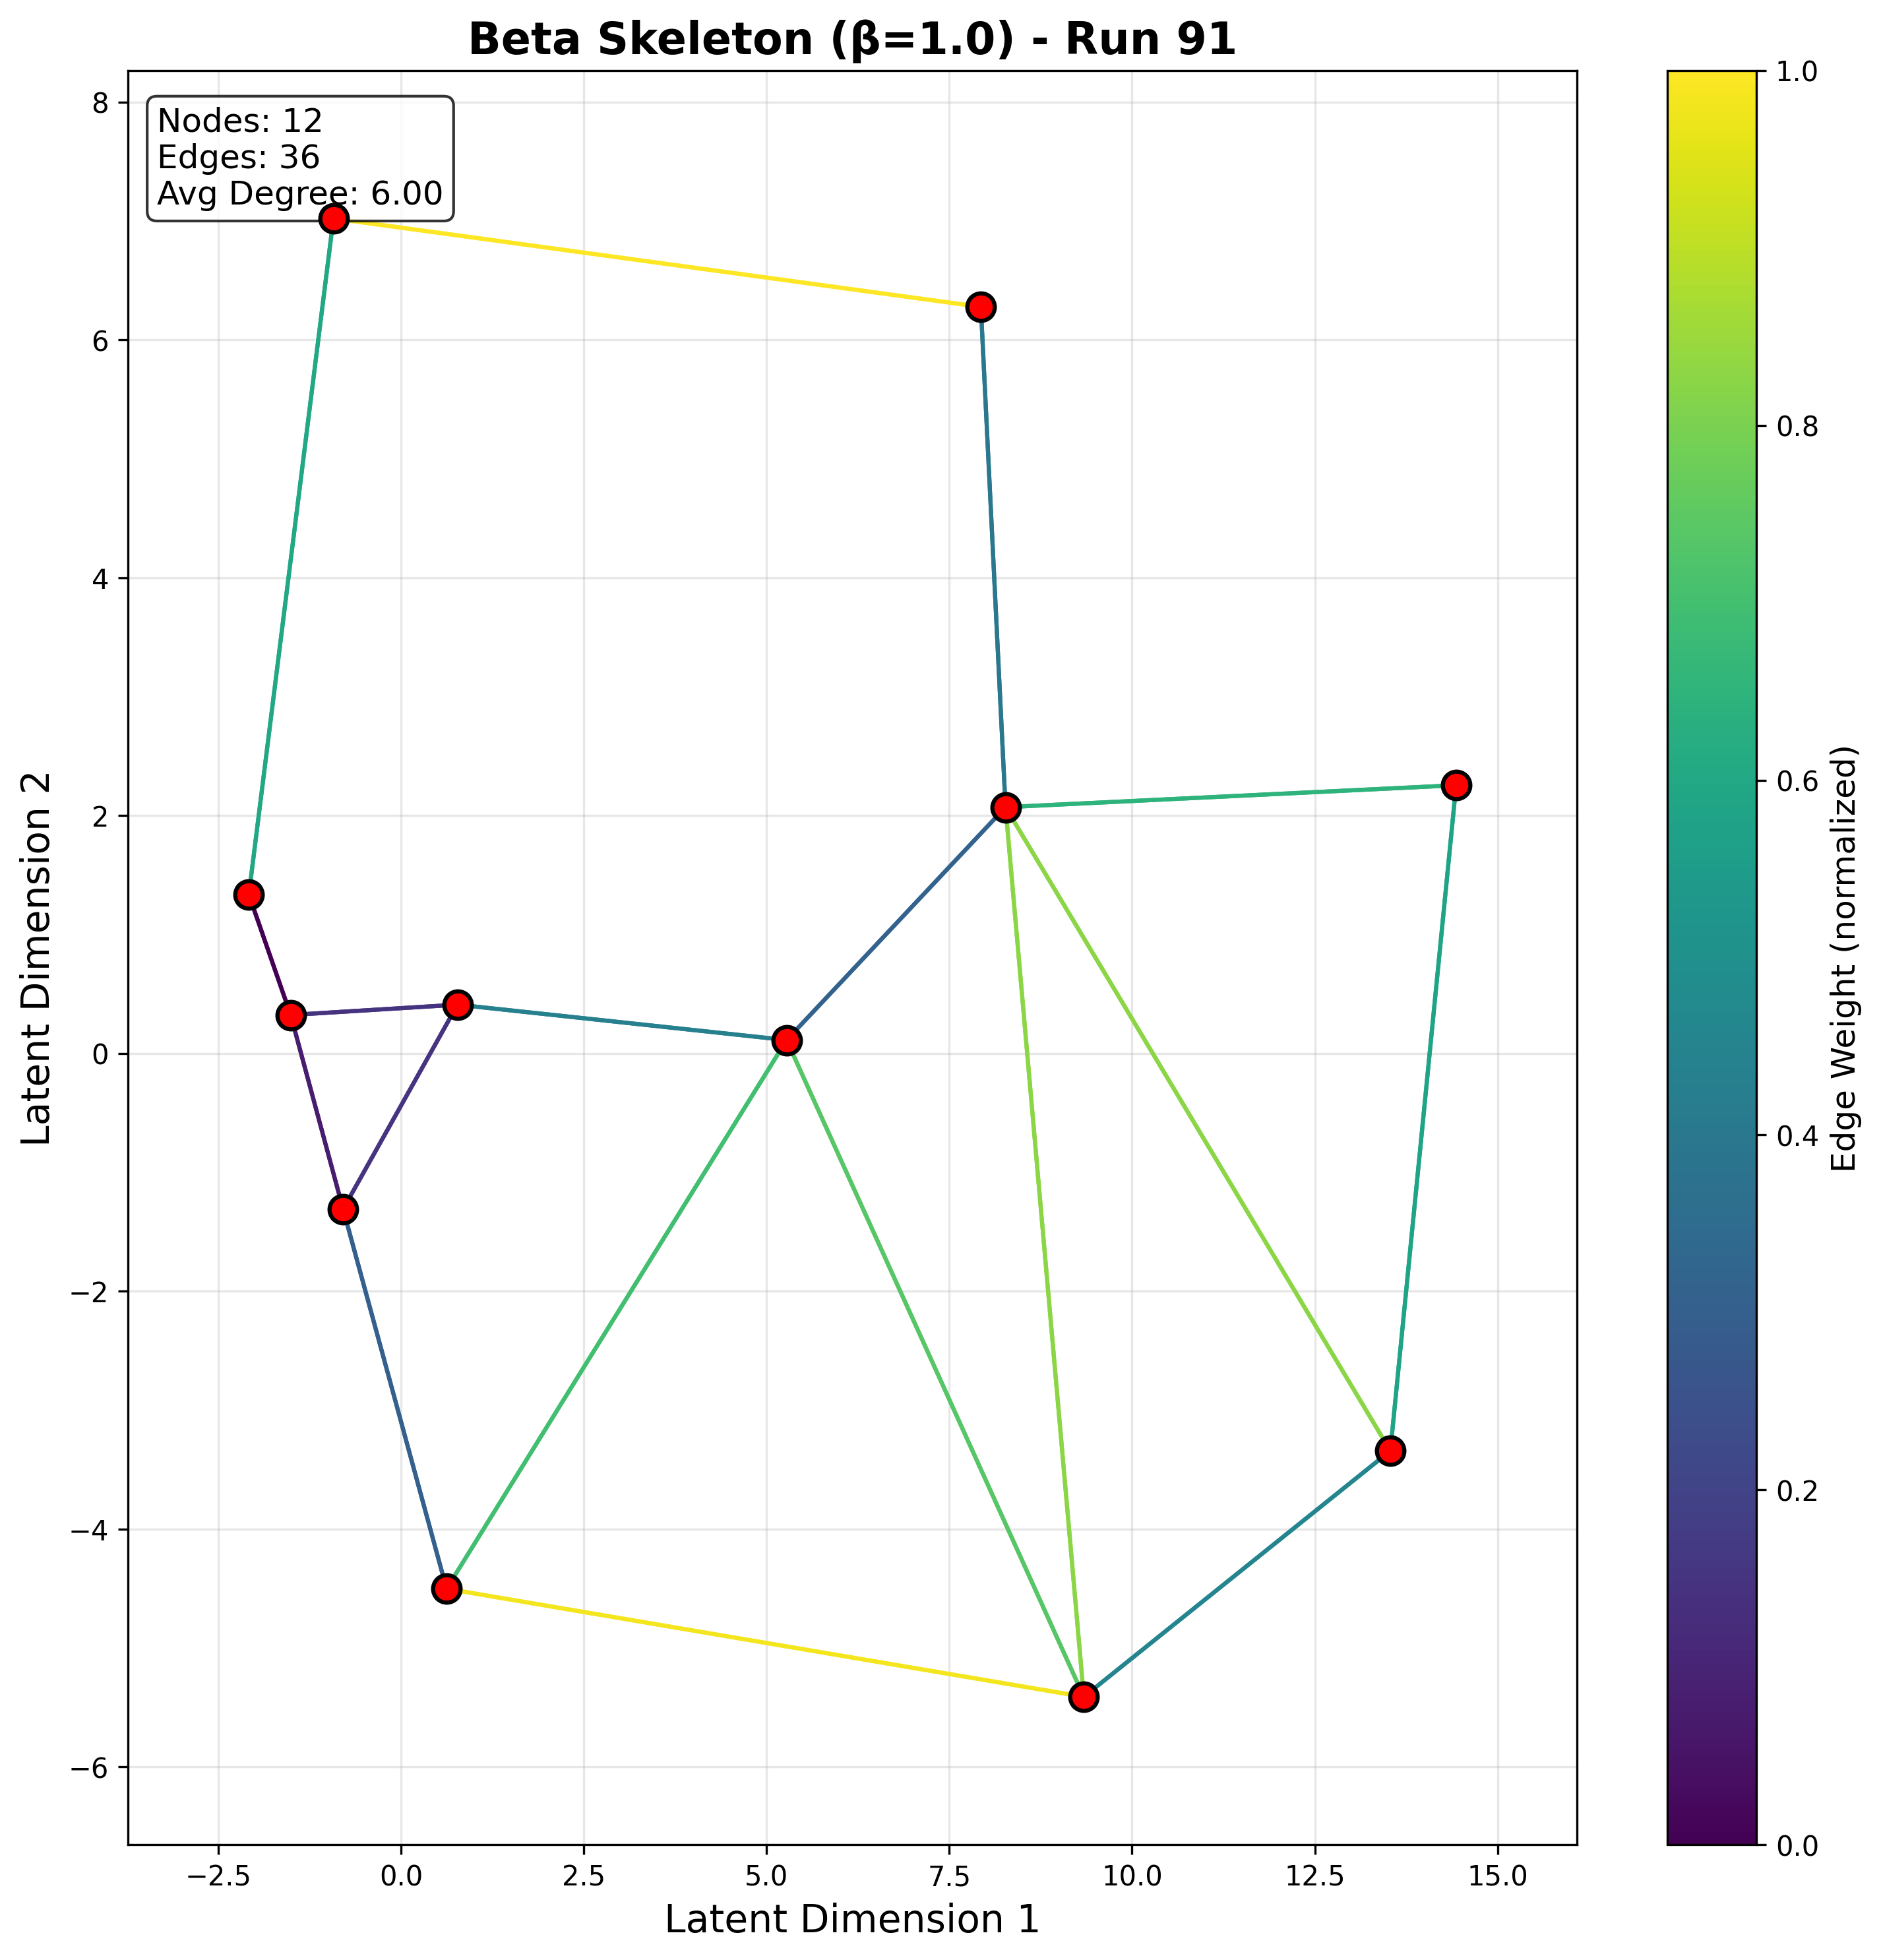 Beta Skeleton (β=1.0) - Run 91
Nodes: 12
Edges: 36
Avg Degree: 6.00
8
6
4
2
0
−2
−4
−6
Latent Dimension 2
−2.5 0.0 2.5 5.0 7.5 10.0 12.5 15.0
Latent Dimension 1
1.0
0.8
0.6
0.4
0.2
0.0
Edge Weight (normalized)